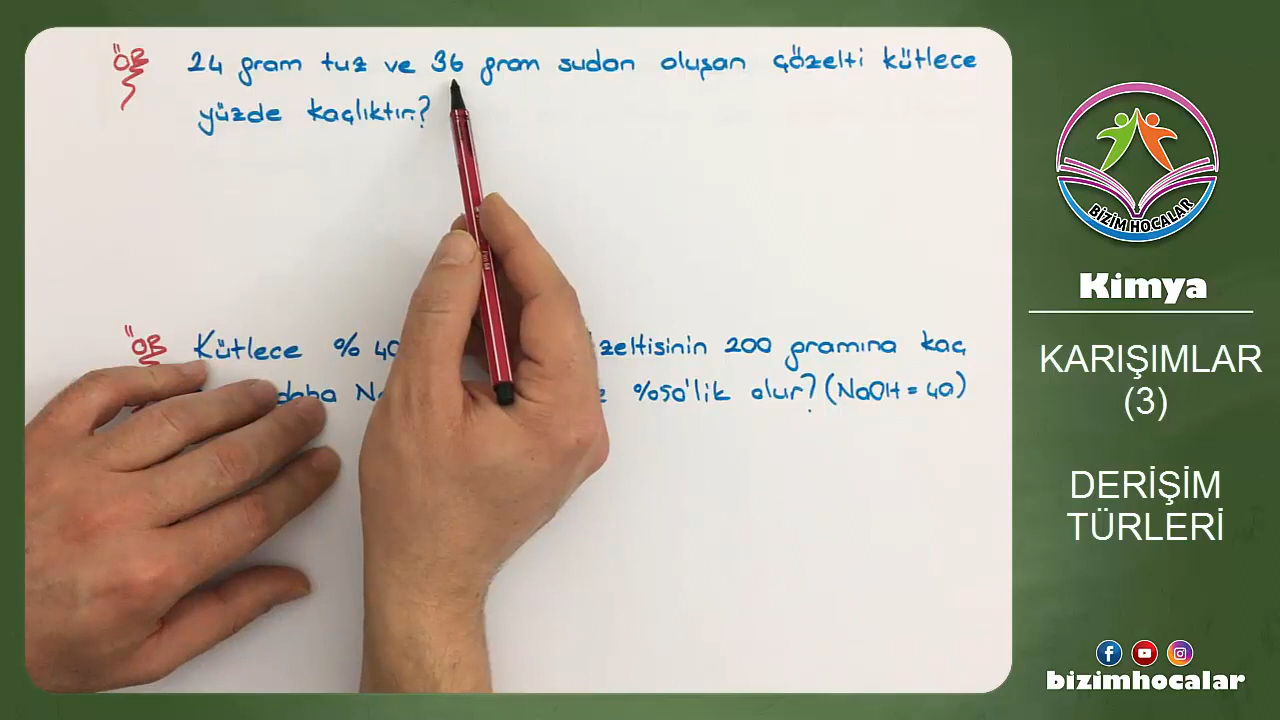 ÖR 24 gram tuz ve 36 gram sudan oluşan çözelti kütlece
yüzde kaçlıktır?
ÖR Kütlece % 40 zeltisinin 200 gramına kaç
daha %50'lik olur? (NaOH = 40)
BİZİM HOCALAR
Kimya
KARIŞIMLAR
(3)
DERİŞİM
TÜRLERİ
bizimhocalar